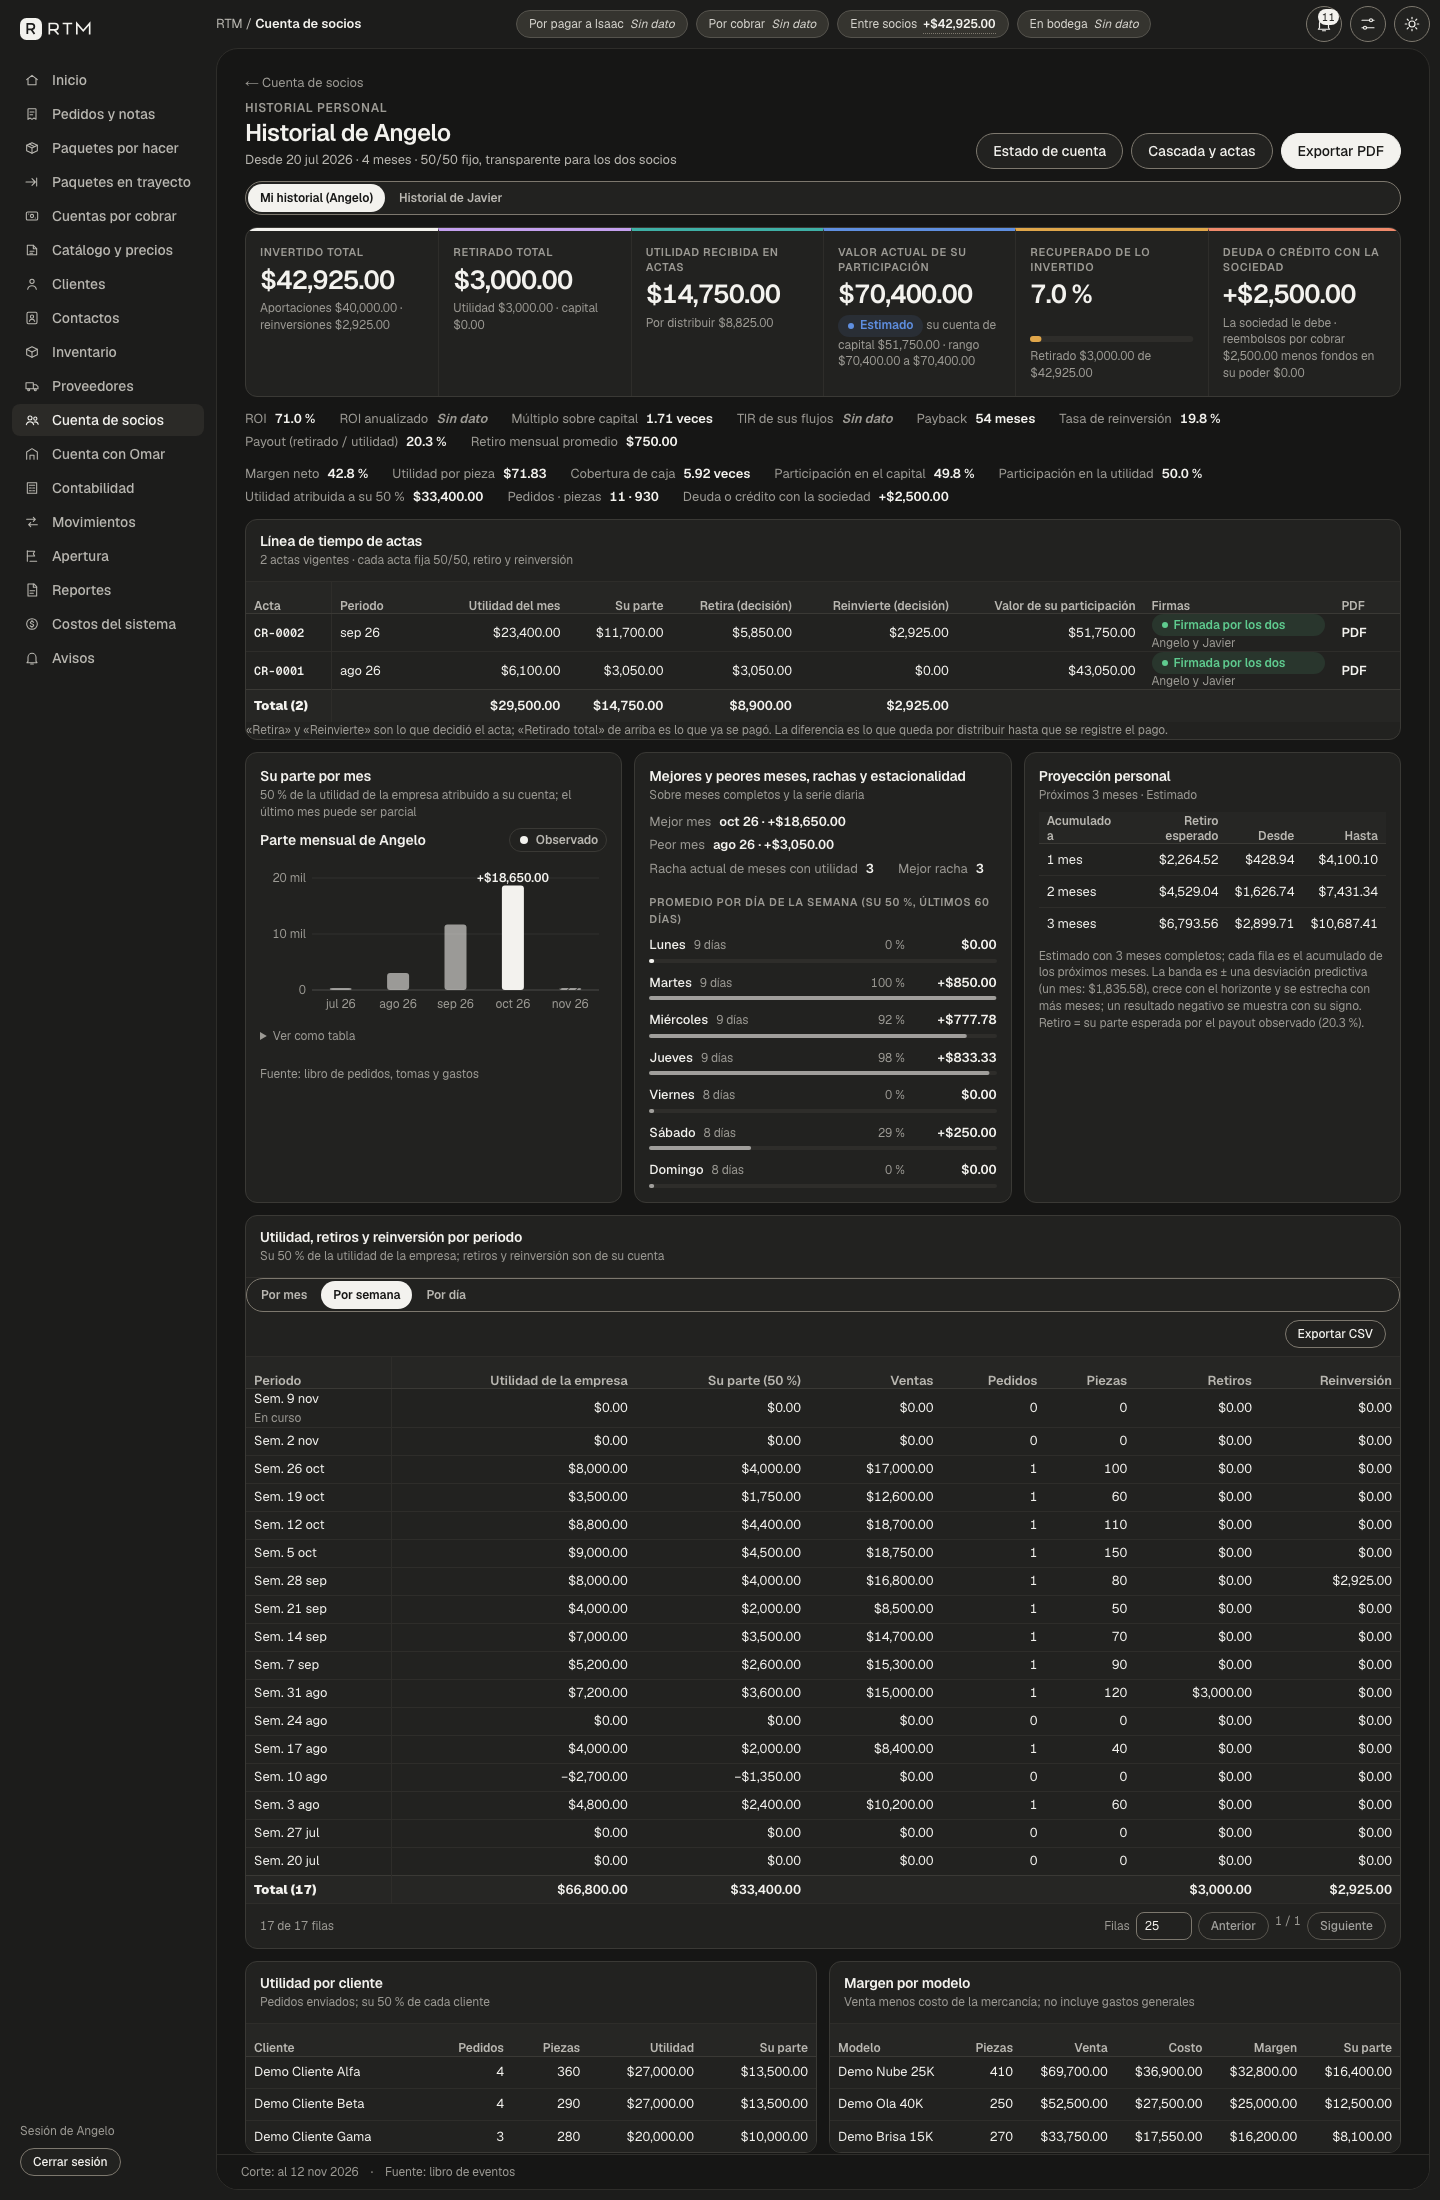 R RTM
RTM / Cuenta de socios
Por pagar a Isaac Sin dato
Por cobrar Sin dato
Entre socios +$42,925.00
En bodega Sin dato
11
Inicio
Pedidos y notas
Paquetes por hacer
Paquetes en trayecto
Cuentas por cobrar
Catálogo y precios
Clientes
Contactos
Inventario
Proveedores
Cuenta de socios
Cuenta con Omar
Contabilidad
Movimientos
Apertura
Reportes
Costos del sistema
Avisos
Sesión de Angelo
Cerrar sesión
← Cuenta de socios
HISTORIAL PERSONAL
Historial de Angelo
Desde 20 jul 2026 · 4 meses · 50/50 fijo, transparente para los dos socios
Estado de cuenta Cascada y actas Exportar PDF
Mi historial (Angelo) Historial de Javier
INVERTIDO TOTAL
$42,925.00
Aportaciones $40,000.00 ·
reinversiones $2,925.00
RETIRADO TOTAL
$3,000.00
Utilidad $3,000.00 · capital
$0.00
UTILIDAD RECIBIDA EN
ACTAS
$14,750.00
Por distribuir $8,825.00
VALOR ACTUAL DE SU
PARTICIPACIÓN
$70,400.00
Estimado su cuenta de
capital $51,750.00 · rango
$70,400.00 a $70,400.00
RECUPERADO DE LO
INVERTIDO
7.0 %
Retirado $3,000.00 de
$42,925.00
DEUDA O CRÉDITO CON LA
SOCIEDAD
+$2,500.00
La sociedad le debe ·
reembolsos por cobrar
$2,500.00 menos fondos en
su poder $0.00
ROI 71.0 % ROI anualizado Sin dato Múltiplo sobre capital 1.71 veces TIR de sus flujos Sin dato Payback 54 meses Tasa de reinversión 19.8 %
Payout (retirado / utilidad) 20.3 % Retiro mensual promedio $750.00
Margen neto 42.8 % Utilidad por pieza $71.83 Cobertura de caja 5.92 veces Participación en el capital 49.8 % Participación en la utilidad 50.0 %
Utilidad atribuida a su 50 % $33,400.00 Pedidos · piezas 11 · 930 Deuda o crédito con la sociedad +$2,500.00
Línea de tiempo de actas
2 actas vigentes · cada acta fija 50/50, retiro y reinversión
Acta Periodo Utilidad del mes Su parte Retira (decisión) Reinvierte (decisión) Valor de su participación Firmas PDF
CR-0002 sep 26 $23,400.00 $11,700.00 $5,850.00 $2,925.00 $51,750.00 Firmada por los dos PDF
Angelo y Javier
CR-0001 ago 26 $6,100.00 $3,050.00 $3,050.00 $0.00 $43,050.00 Firmada por los dos PDF
Angelo y Javier
Total (2) $29,500.00 $14,750.00 $8,900.00 $2,925.00
«Retira» y «Reinvierte» son lo que decidió el acta; «Retirado total» de arriba es lo que ya se pagó. La diferencia es lo que queda por distribuir hasta que se registre el pago.
Su parte por mes
50 % de la utilidad de la empresa atribuido a su cuenta; el
último mes puede ser parcial
Parte mensual de Angelo Observado
+$18,650.00
20 mil
10 mil
0
jul 26 ago 26 sep 26 oct 26 nov 26
▶ Ver como tabla
Fuente: libro de pedidos, tomas y gastos
Mejores y peores meses, rachas y estacionalidad
Sobre meses completos y la serie diaria
Mejor mes oct 26 · +$18,650.00
Peor mes ago 26 · +$3,050.00
Racha actual de meses con utilidad 3 Mejor racha 3
PROMEDIO POR DÍA DE LA SEMANA (SU 50 %, ÚLTIMOS 60
DÍAS)
Lunes 9 días 0 % $0.00
Martes 9 días 100 % +$850.00
Miércoles 9 días 92 % +$777.78
Jueves 9 días 98 % +$833.33
Viernes 8 días 0 % $0.00
Sábado 8 días 29 % +$250.00
Domingo 8 días 0 % $0.00
Proyección personal
Próximos 3 meses · Estimado
Acumulado a Retiro esperado Desde Hasta
1 mes $2,264.52 $428.94 $4,100.10
2 meses $4,529.04 $1,626.74 $7,431.34
3 meses $6,793.56 $2,899.71 $10,687.41
Estimado con 3 meses completos; cada fila es el acumulado de
los próximos meses. La banda es ± una desviación predictiva
(un mes: $1,835.58), crece con el horizonte y se estrecha con
más meses; un resultado negativo se muestra con su signo.
Retiro = su parte esperada por el payout observado (20.3 %).
Utilidad, retiros y reinversión por periodo
Su 50 % de la utilidad de la empresa; retiros y reinversión son de su cuenta
Por mes Por semana Por día
Exportar CSV
Periodo Utilidad de la empresa Su parte (50 %) Ventas Pedidos Piezas Retiros Reinversión
Sem. 9 nov $0.00 $0.00 $0.00 0 0 $0.00 $0.00
En curso
Sem. 2 nov $0.00 $0.00 $0.00 0 0 $0.00 $0.00
Sem. 26 oct $8,000.00 $4,000.00 $17,000.00 1 100 $0.00 $0.00
Sem. 19 oct $3,500.00 $1,750.00 $12,600.00 1 60 $0.00 $0.00
Sem. 12 oct $8,800.00 $4,400.00 $18,700.00 1 110 $0.00 $0.00
Sem. 5 oct $9,000.00 $4,500.00 $18,750.00 1 150 $0.00 $0.00
Sem. 28 sep $8,000.00 $4,000.00 $16,800.00 1 80 $0.00 $2,925.00
Sem. 21 sep $4,000.00 $2,000.00 $8,500.00 1 50 $0.00 $0.00
Sem. 14 sep $7,000.00 $3,500.00 $14,700.00 1 70 $0.00 $0.00
Sem. 7 sep $5,200.00 $2,600.00 $15,300.00 1 90 $0.00 $0.00
Sem. 31 ago $7,200.00 $3,600.00 $15,000.00 1 120 $3,000.00 $0.00
Sem. 24 ago $0.00 $0.00 $0.00 0 0 $0.00 $0.00
Sem. 17 ago $4,000.00 $2,000.00 $8,400.00 1 40 $0.00 $0.00
Sem. 10 ago −$2,700.00 −$1,350.00 $0.00 0 0 $0.00 $0.00
Sem. 3 ago $4,800.00 $2,400.00 $10,200.00 1 60 $0.00 $0.00
Sem. 27 jul $0.00 $0.00 $0.00 0 0 $0.00 $0.00
Sem. 20 jul $0.00 $0.00 $0.00 0 0 $0.00 $0.00
Total (17) $66,800.00 $33,400.00 $3,000.00 $2,925.00
17 de 17 filas Filas 25 Anterior 1 / 1 Siguiente
Utilidad por cliente
Pedidos enviados; su 50 % de cada cliente
Cliente Pedidos Piezas Utilidad Su parte
Demo Cliente Alfa 4 360 $27,000.00 $13,500.00
Demo Cliente Beta 4 290 $27,000.00 $13,500.00
Demo Cliente Gama 3 280 $20,000.00 $10,000.00
Margen por modelo
Venta menos costo de la mercancía; no incluye gastos generales
Modelo Piezas Venta Costo Margen Su parte
Demo Nube 25K 410 $69,700.00 $36,900.00 $32,800.00 $16,400.00
Demo Ola 40K 250 $52,500.00 $27,500.00 $25,000.00 $12,500.00
Demo Brisa 15K 270 $33,750.00 $17,550.00 $16,200.00 $8,100.00
Corte: al 12 nov 2026 · Fuente: libro de eventos